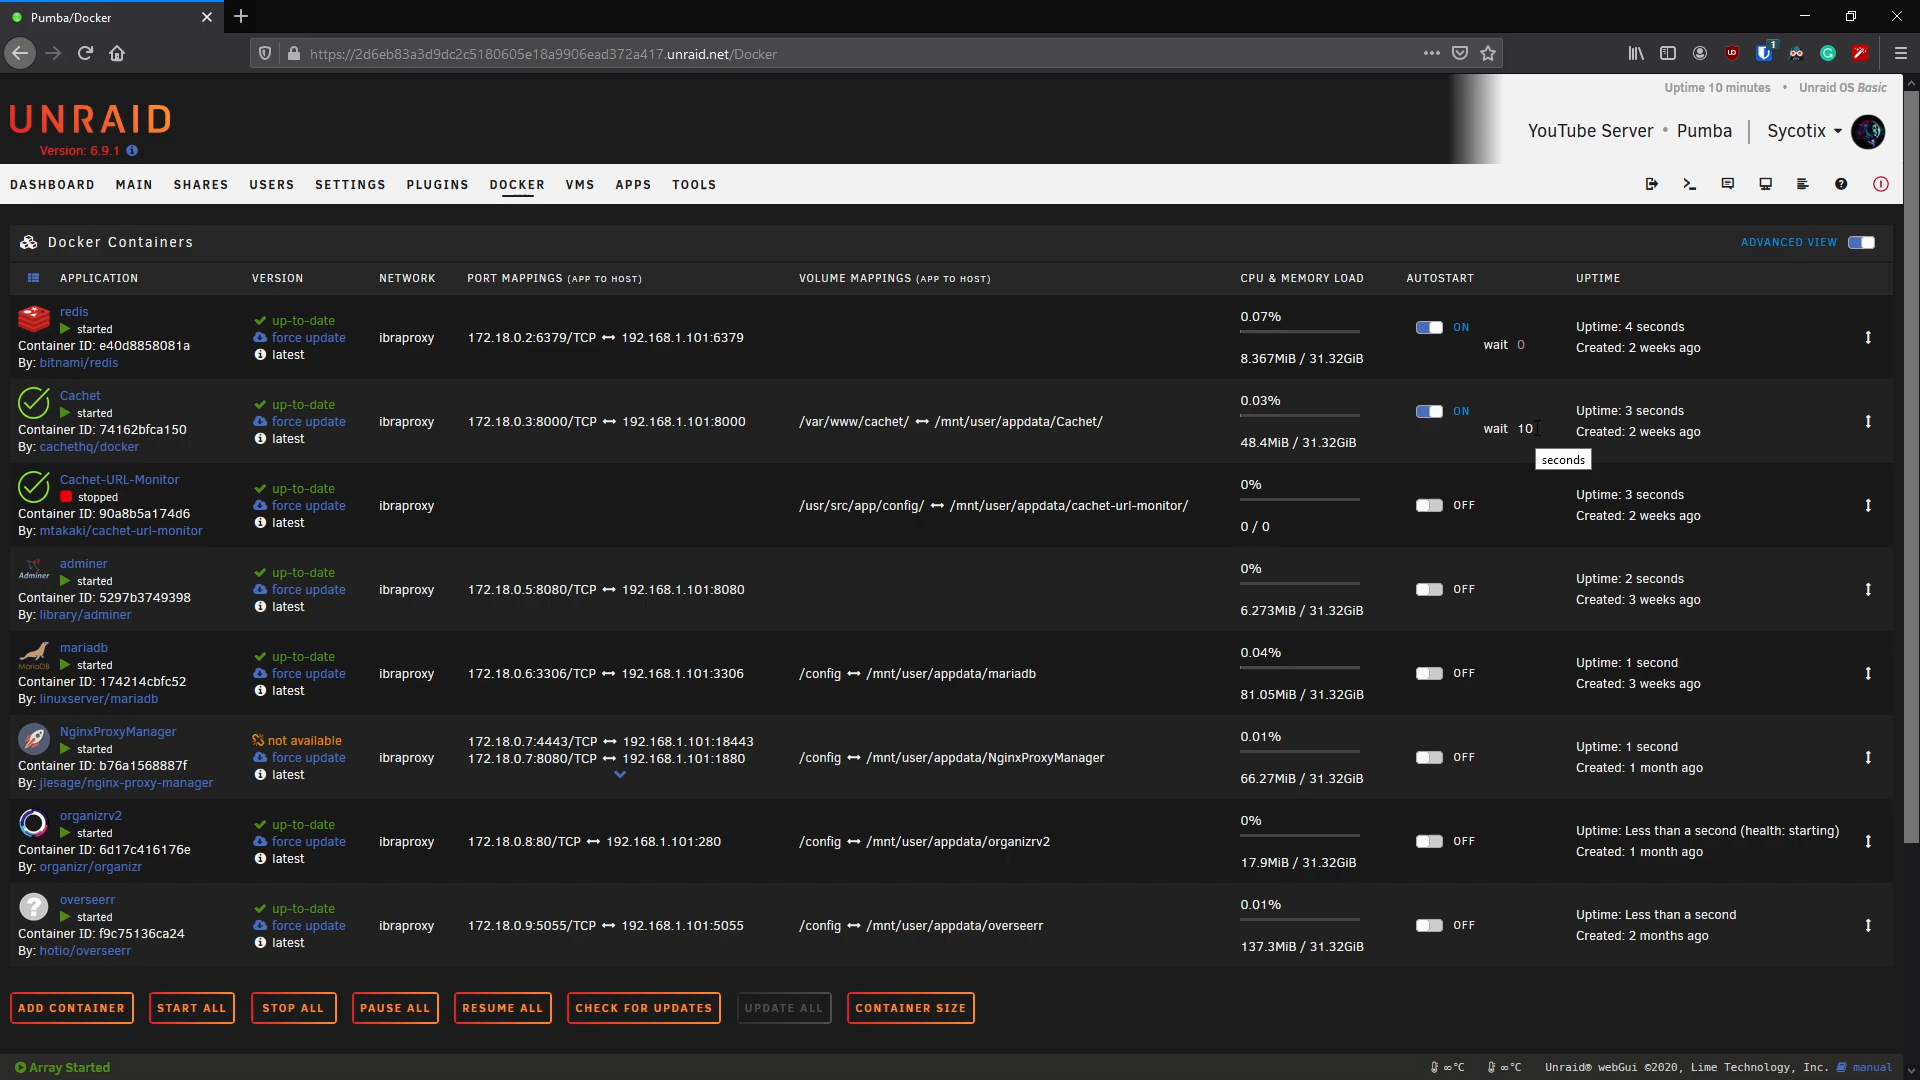 Pumba/Docker
https://2d6eb83a3d9dc2c5180605e18a9906ead372a417.unraid.net/Docker
1
Uptime 10 minutes • Unraid OS Basic
UNRAID
Version: 6.9.1
YouTube Server • Pumba | Sycotix
DASHBOARD MAIN SHARES USERS SETTINGS PLUGINS DOCKER VMS APPS TOOLS
Docker Containers
ADVANCED VIEW
APPLICATION VERSION NETWORK PORT MAPPINGS (APP TO HOST) VOLUME MAPPINGS (APP TO HOST) CPU & MEMORY LOAD AUTOSTART UPTIME
redis
started
Container ID: e40d8858081a
By: bitnami/redis
up-to-date
force update
latest
ibraproxy
172.18.0.2:6379/TCP ↔ 192.168.1.101:6379
0.07%
8.367MiB / 31.32GiB
ON
wait 0
Uptime: 4 seconds
Created: 2 weeks ago
Cachet
started
Container ID: 74162bfca150
By: cachethq/docker
up-to-date
force update
latest
ibraproxy
172.18.0.3:8000/TCP ↔ 192.168.1.101:8000
/var/www/cachet/ ↔ /mnt/user/appdata/Cachet/
0.03%
48.4MiB / 31.32GiB
ON
wait 10
seconds
Uptime: 3 seconds
Created: 2 weeks ago
Cachet-URL-Monitor
stopped
Container ID: 90a8b5a174d6
By: mtakaki/cachet-url-monitor
up-to-date
force update
latest
ibraproxy
/usr/src/app/config/ ↔ /mnt/user/appdata/cachet-url-monitor/
0%
0 / 0
OFF
Uptime: 3 seconds
Created: 2 weeks ago
Adminer
adminer
started
Container ID: 5297b3749398
By: library/adminer
up-to-date
force update
latest
ibraproxy
172.18.0.5:8080/TCP ↔ 192.168.1.101:8080
0%
6.273MiB / 31.32GiB
OFF
Uptime: 2 seconds
Created: 3 weeks ago
MariaDB
mariadb
started
Container ID: 174214cbfc52
By: linuxserver/mariadb
up-to-date
force update
latest
ibraproxy
172.18.0.6:3306/TCP ↔ 192.168.1.101:3306
/config ↔ /mnt/user/appdata/mariadb
0.04%
81.05MiB / 31.32GiB
OFF
Uptime: 1 second
Created: 3 weeks ago
NginxProxyManager
started
Container ID: b76a1568887f
By: jlesage/nginx-proxy-manager
not available
force update
latest
ibraproxy
172.18.0.7:4443/TCP ↔ 192.168.1.101:18443
172.18.0.7:8080/TCP ↔ 192.168.1.101:1880
/config ↔ /mnt/user/appdata/NginxProxyManager
0.01%
66.27MiB / 31.32GiB
OFF
Uptime: 1 second
Created: 1 month ago
organizrv2
started
Container ID: 6d17c416176e
By: organizr/organizr
up-to-date
force update
latest
ibraproxy
172.18.0.8:80/TCP ↔ 192.168.1.101:280
/config ↔ /mnt/user/appdata/organizrv2
0%
17.9MiB / 31.32GiB
OFF
Uptime: Less than a second (health: starting)
Created: 1 month ago
overseerr
started
Container ID: f9c75136ca24
By: hotio/overseerr
up-to-date
force update
latest
ibraproxy
172.18.0.9:5055/TCP ↔ 192.168.1.101:5055
/config ↔ /mnt/user/appdata/overseerr
0.01%
137.3MiB / 31.32GiB
OFF
Uptime: Less than a second
Created: 2 months ago
ADD CONTAINER START ALL STOP ALL PAUSE ALL RESUME ALL CHECK FOR UPDATES UPDATE ALL CONTAINER SIZE
Array Started
∞°C ∞°C Unraid® webGui ©2020, Lime Technology, Inc. manual